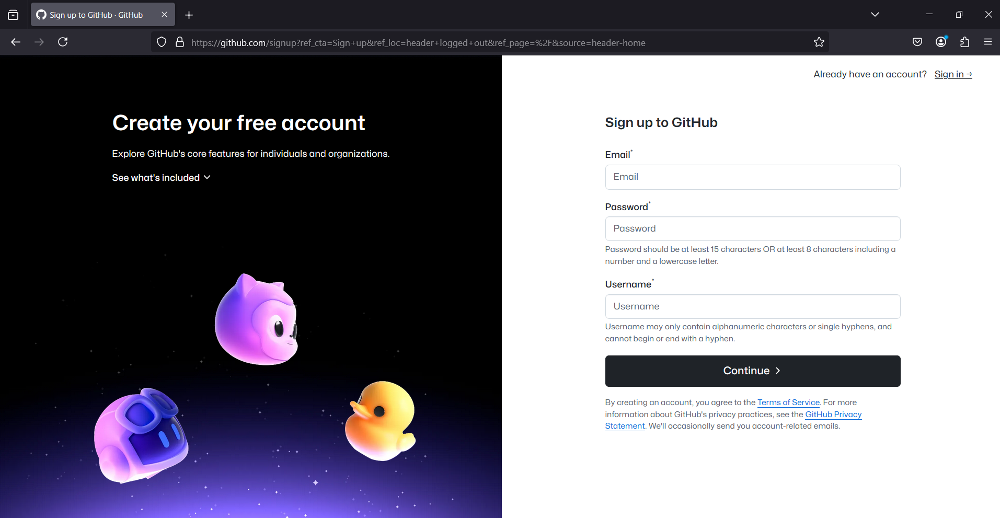 Sign up to GitHub · GitHub
https://github.com/signup?ref_cta=Sign+up&ref_loc=header+logged+out&ref_page=%2F&source=header-home
Already have an account? Sign in →
Create your free account
Explore GitHub's core features for individuals and organizations.
See what's included
Sign up to GitHub
Email*
Email
Password*
Password
Password should be at least 15 characters OR at least 8 characters including a
number and a lowercase letter.
Username*
Username
Username may only contain alphanumeric characters or single hyphens, and
cannot begin or end with a hyphen.
Continue
By creating an account, you agree to the Terms of Service. For more
information about GitHub's privacy practices, see the GitHub Privacy
Statement. We'll occasionally send you account-related emails.